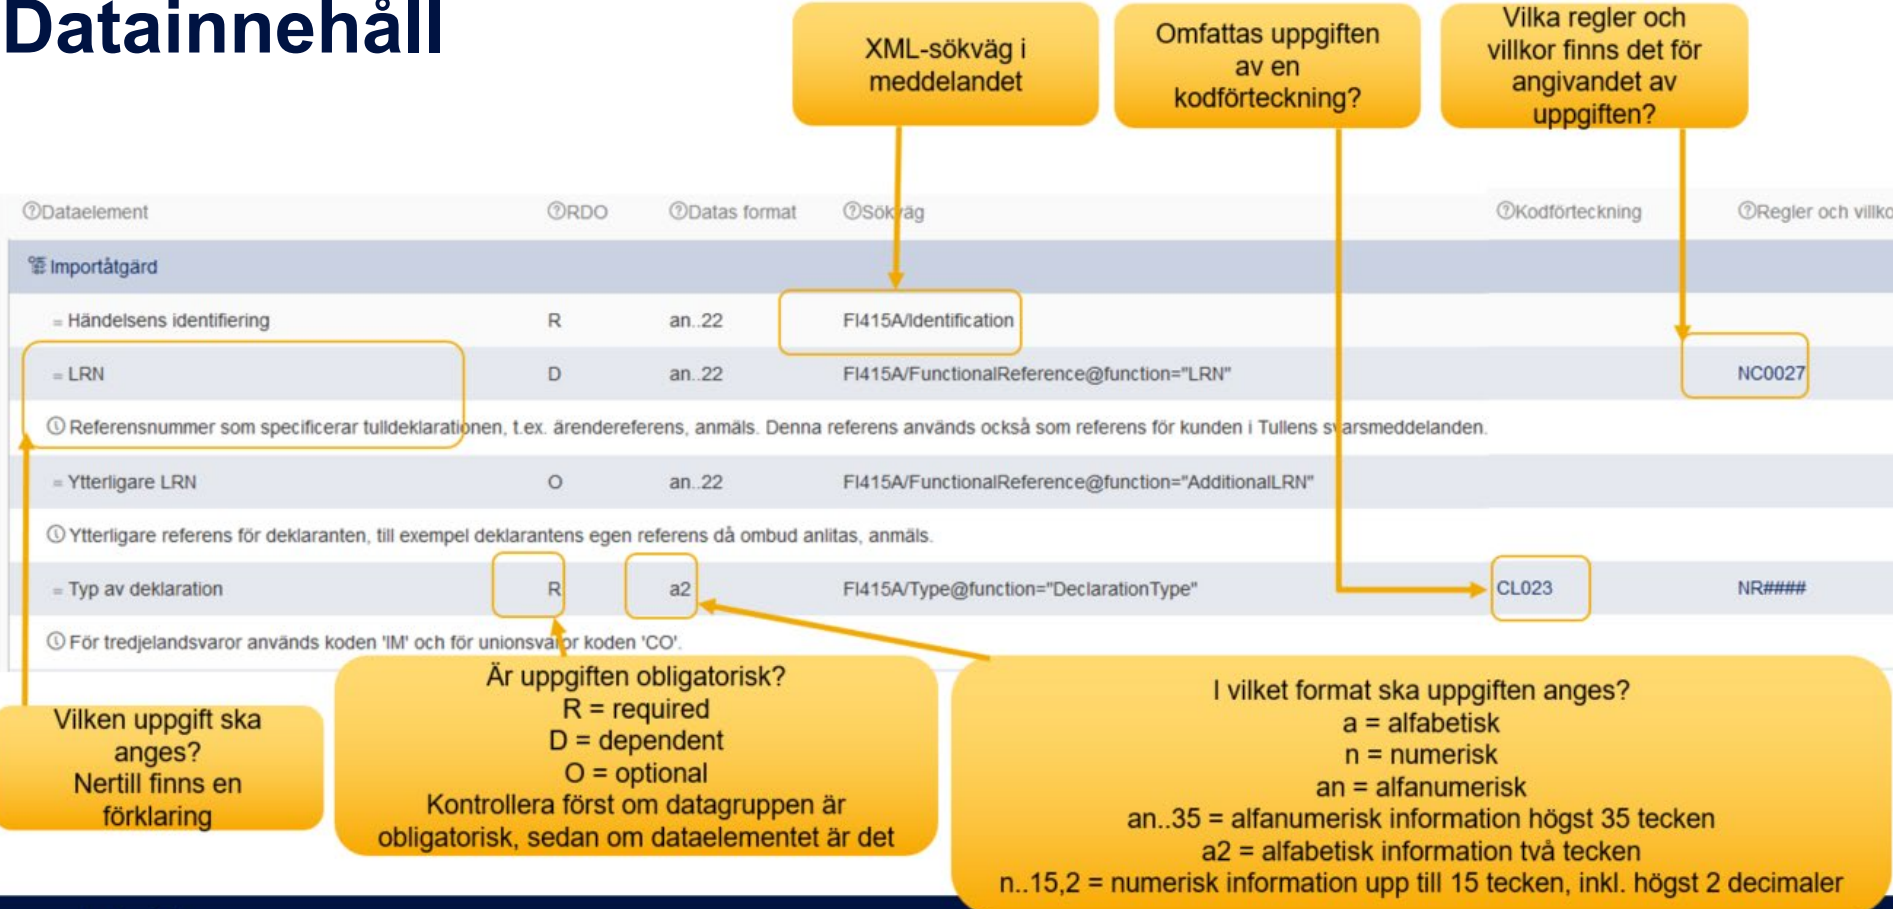 Datainnehåll
XML-sökväg i
meddelandet
Omfattas uppgiften
av en
kodförteckning?
Vilka regler och
villkor finns det för
angivandet av
uppgiften?
Dataelement RDO Datas format Sökväg Kodförteckning Regler och villko
Importåtgärd
Händelsens identifiering R an..22 FI415A/Identification
LRN D an..22 FI415A/FunctionalReference@function="LRN" NC0027
Referensnummer som specificerar tulldeklarationen, t.ex. ärendereferens, anmäls. Denna referens används också som referens för kunden i Tullens svarsmeddelanden.
Ytterligare LRN O an..22 FI415A/FunctionalReference@function="AdditionalLRN"
Ytterligare referens för deklaranten, till exempel deklarantens egen referens då ombud anlitas, anmäls.
Typ av deklaration R a2 FI415A/Type@function="DeclarationType" CL023 NR####
För tredjelandsvaror används koden 'IM' och för unionsvaror koden 'CO'.
Vilken uppgift ska
anges?
Nertill finns en
förklaring
Är uppgiften obligatorisk?
R = required
D = dependent
O = optional
Kontrollera först om datagruppen är
obligatorisk, sedan om dataelementet är det
I vilket format ska uppgiften anges?
a = alfabetisk
n = numerisk
an = alfanumerisk
an..35 = alfanumerisk information högst 35 tecken
a2 = alfabetisk information två tecken
n..15,2 = numerisk information upp till 15 tecken, inkl. högst 2 decimaler